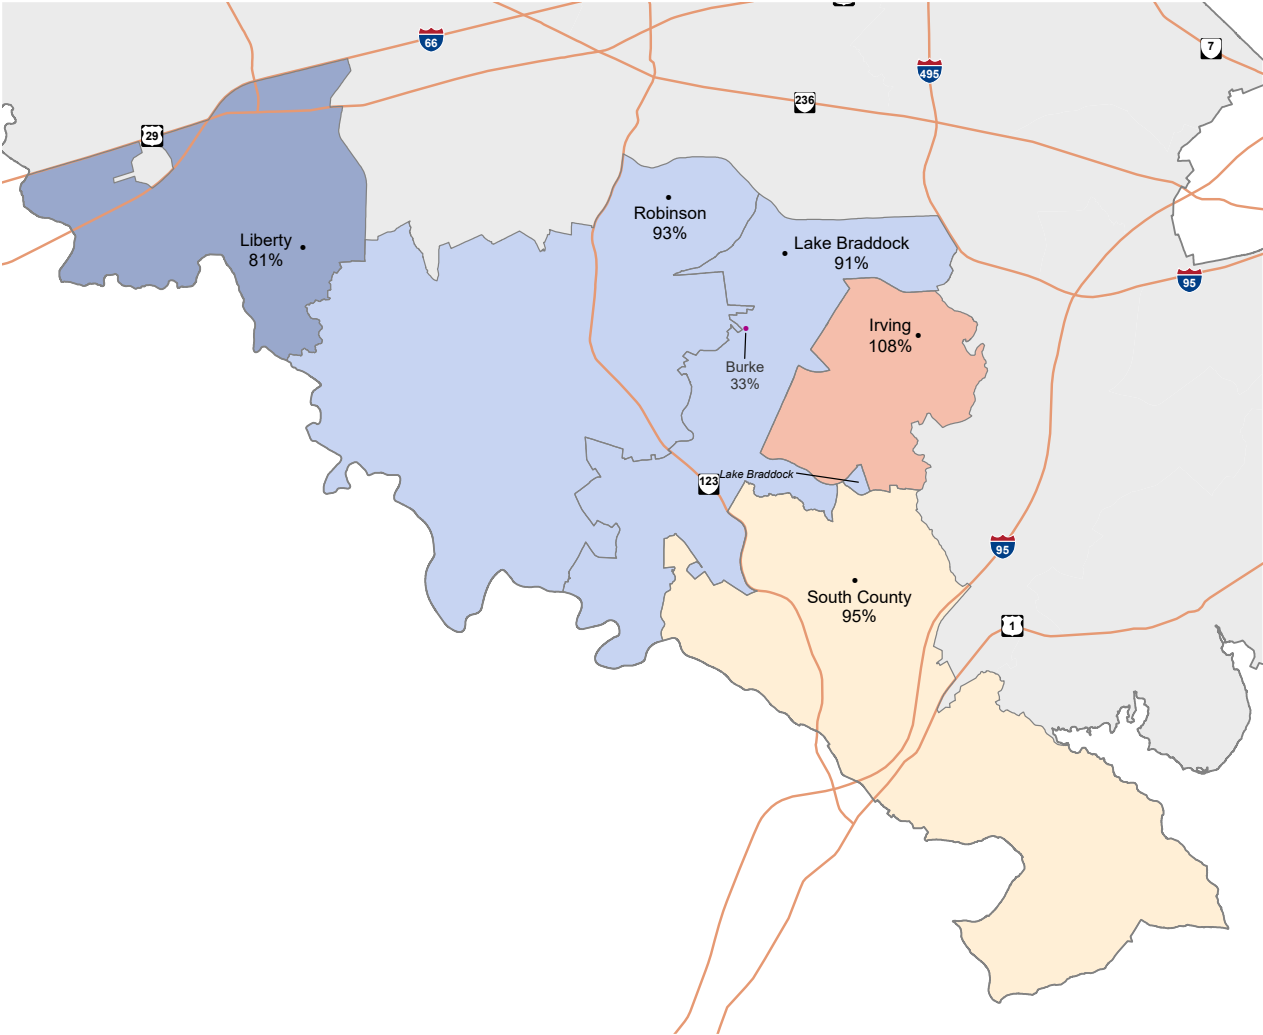 66
7
495
236
29
Robinson
93%
Liberty
81%
Lake Braddock
91%
95
Irving
108%
Burke
33%
Lake Braddock
123
95
South County
95%
1